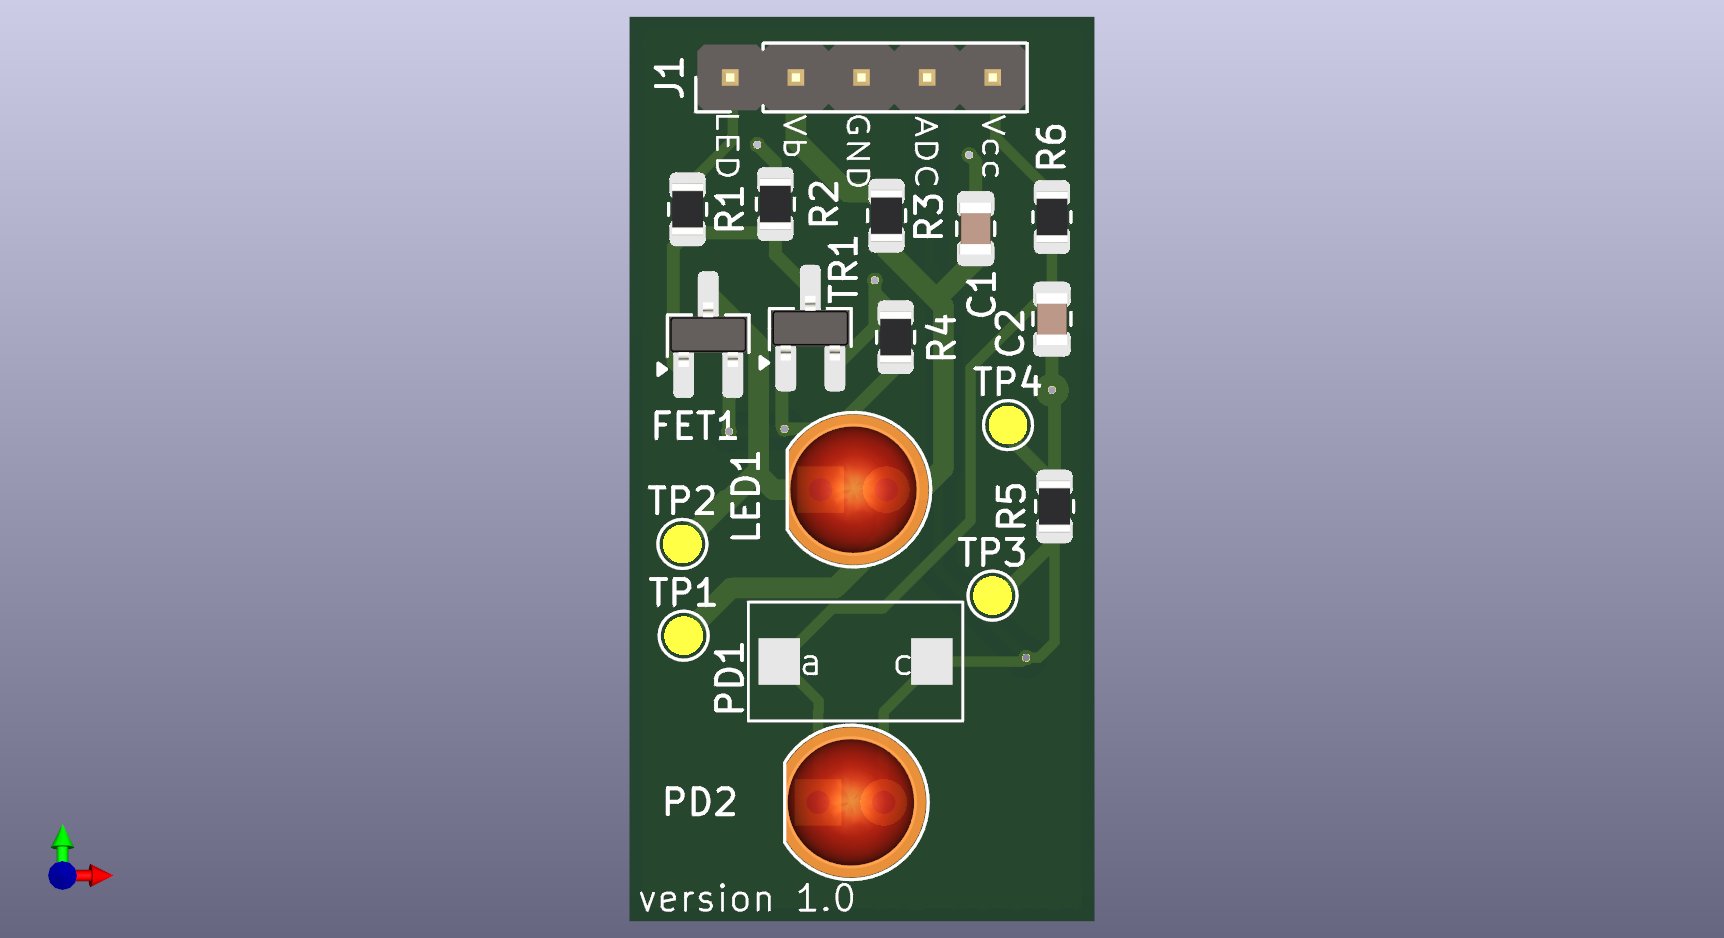 J1
LED
Vb
GND
ADC
Vcc
R6
R1
R2
R3
TR1
C1
C2
R4
TP4
FET1
LED1
TP2
R5
TP3
TP1
PD1
a
c
PD2
version 1.0